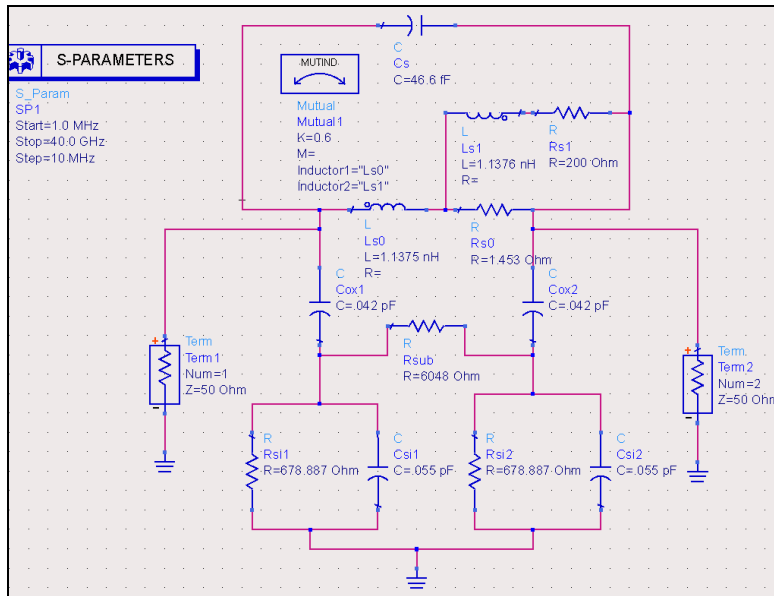 S-PARAMETERS
S_Param
SP1
Start=1.0 MHz
Stop=40.0 GHz
Step=10 MHz
C
Cs
C=46.6 fF
MUTIND
Mutual
Mutual1
K=0.6
M=
Inductor1="Ls0"
Inductor2="Ls1"
L
Ls1
L=1.1376 nH
R=
R
Rs1
R=200 Ohm
L
Ls0
L=1.1375 nH
R=
R
Rs0
R=1.453 Ohm
C
Cox1
C=.042 pF
C
Cox2
C=.042 pF
R
Rsub
R=6048 Ohm
+
Term
Term1
Num=1
Z=50 Ohm
-
+
Term
Term2
Num=2
Z=50 Ohm
-
R
Rsi1
R=678.887 Ohm
C
Csi1
C=.055 pF
R
Rsi2
R=678.887 Ohm
C
Csi2
C=.055 pF